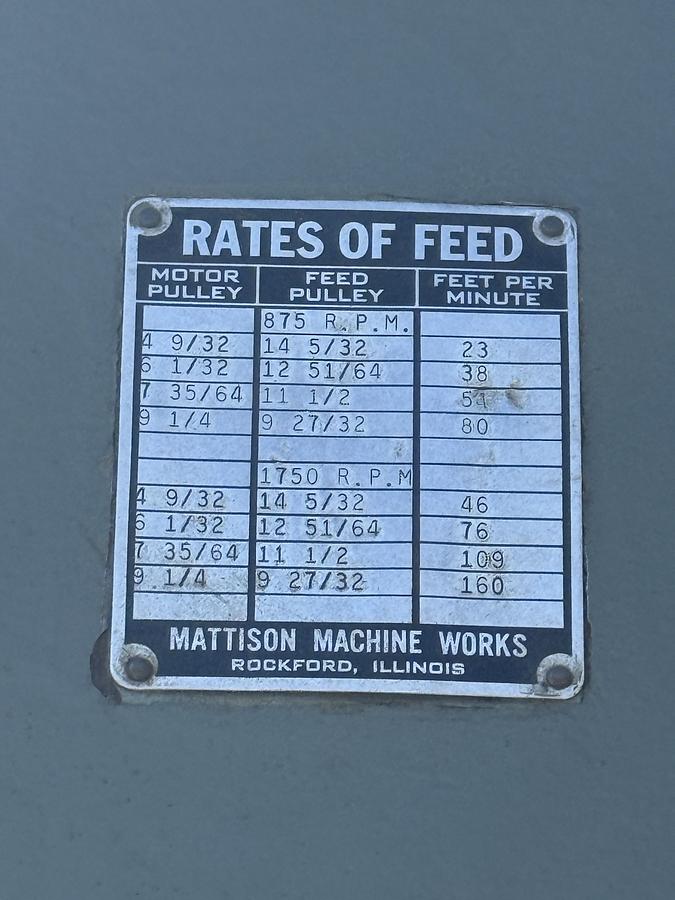 RATES OF FEED
MOTOR PULLEY FEED PULLEY FEET PER MINUTE
875 R.P.M.
4 9/32 14 5/32 23
6 1/32 12 51/64 38
7 35/64 11 1/2
9 1/4 9 27/32 80
1750 R.P.M
4 9/32 14 5/32 46
6 1/32 12 51/64 76
7 35/64 11 1/2 109
9 1/4 9 27/32 160
MATTISON MACHINE WORKS
ROCKFORD, ILLINOIS